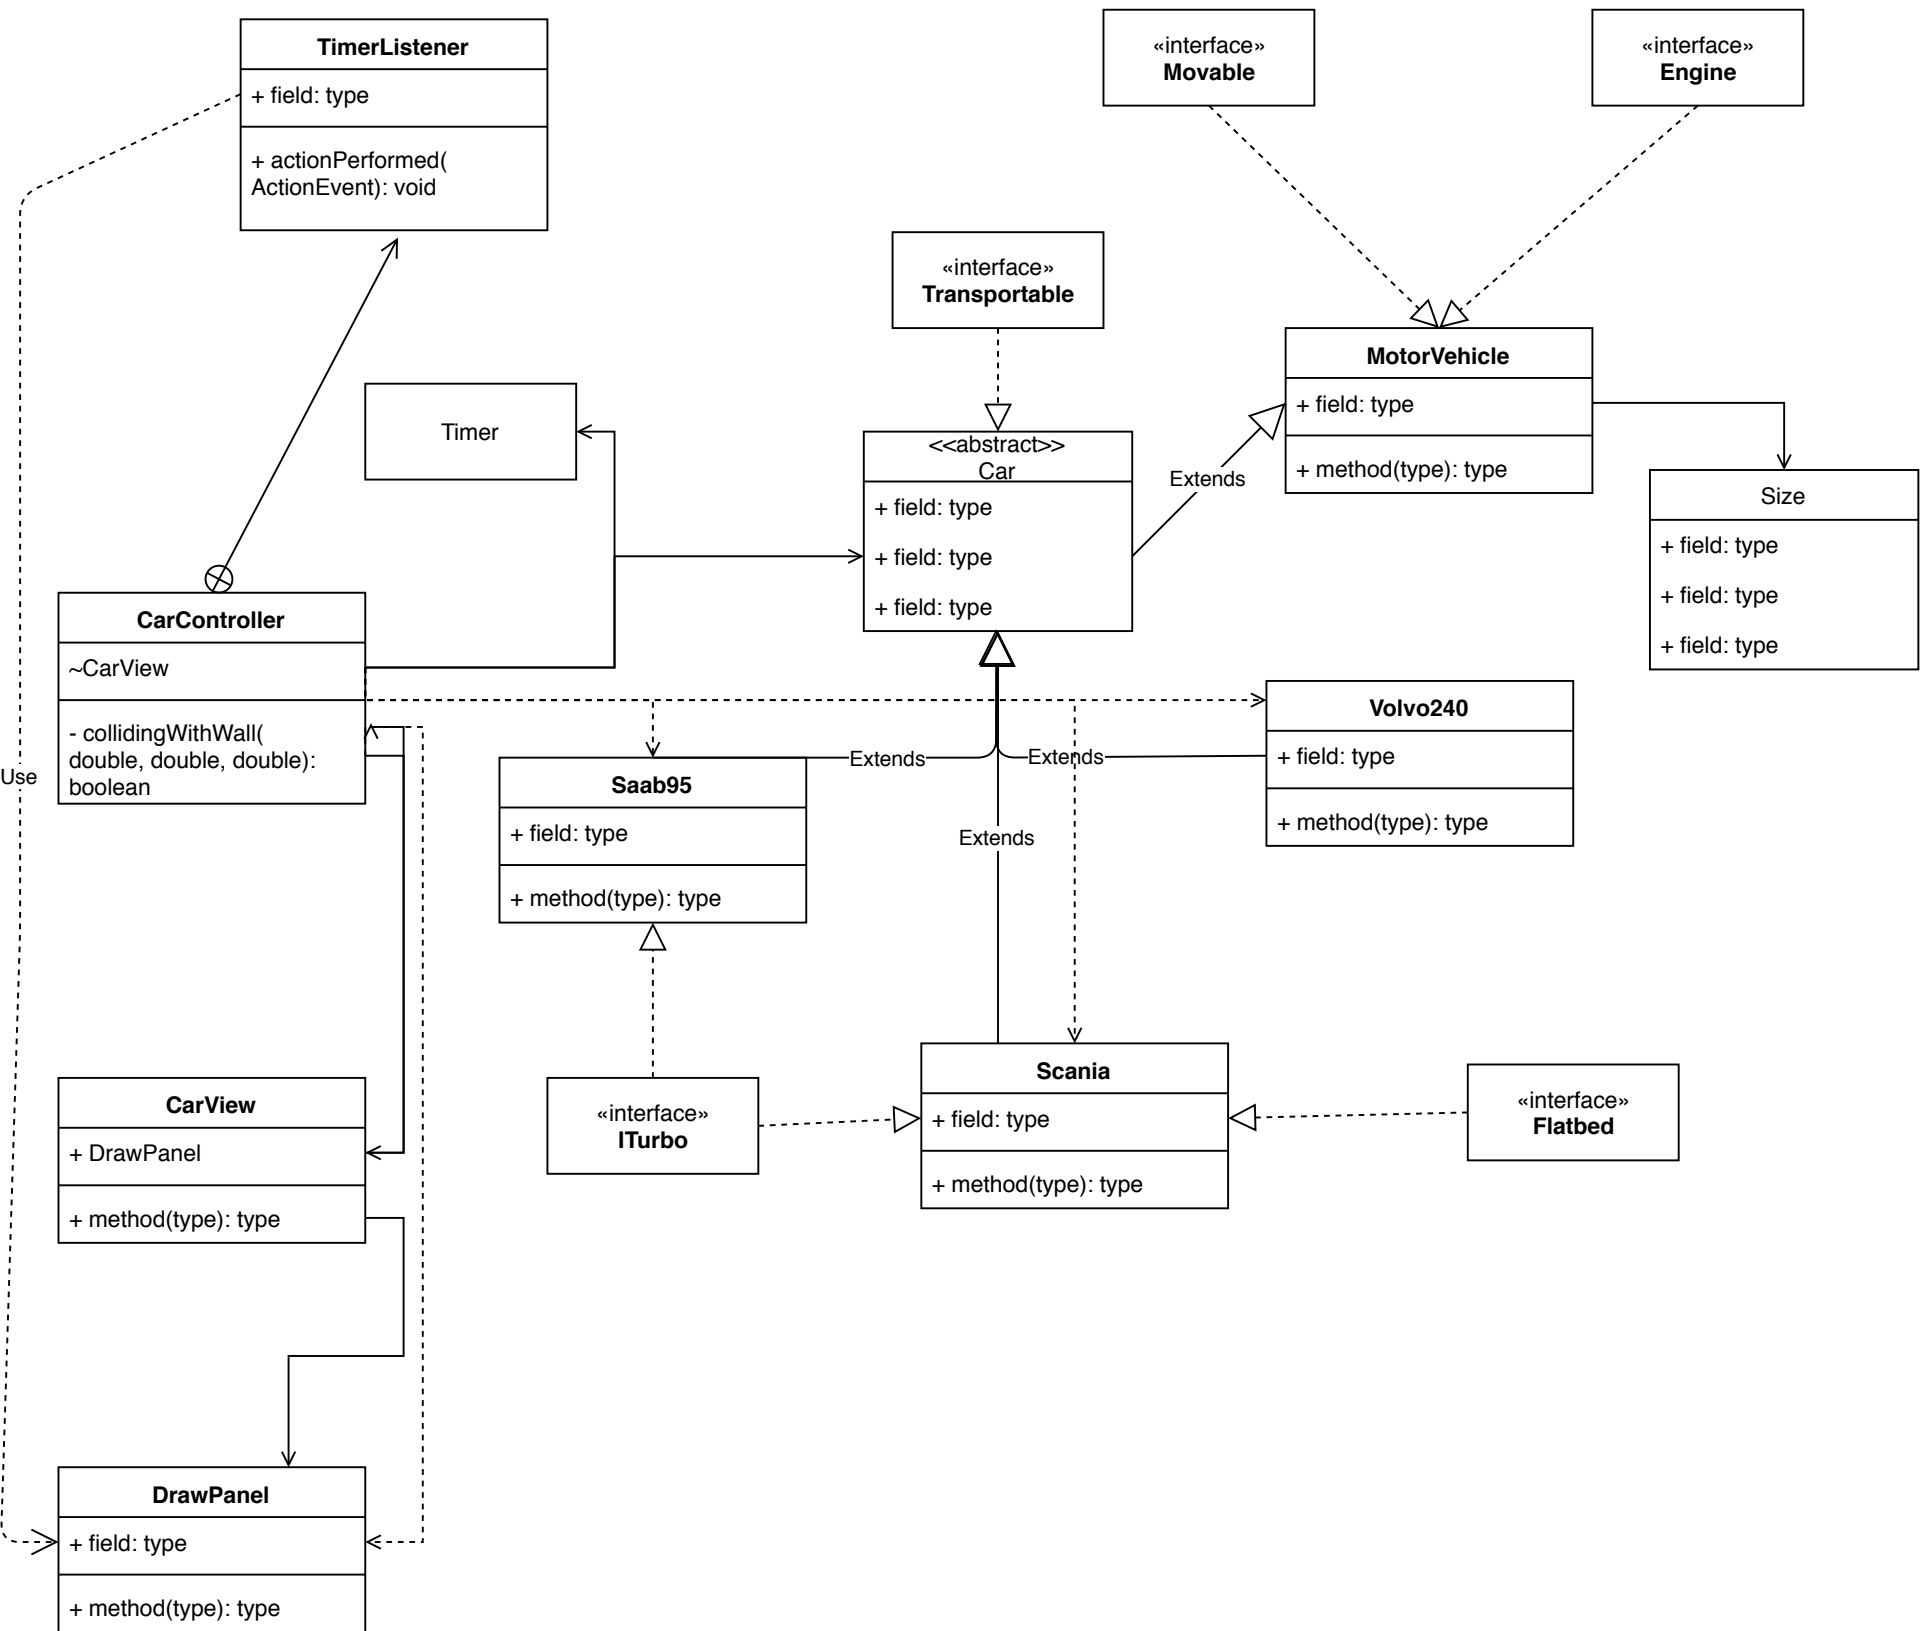 TimerListener
+ field: type
+ actionPerformed(
ActionEvent): void
«interface»
Movable
«interface»
Engine
«interface»
Transportable
MotorVehicle
+ field: type
+ method(type): type
Timer
<<abstract>>
Car
+ field: type
+ field: type
+ field: type
Extends
Size
+ field: type
+ field: type
+ field: type
CarController
~CarView
- collidingWithWall(
double, double, double):
boolean
Use
Volvo240
+ field: type
+ method(type): type
Extends
Extends
Extends
Saab95
+ field: type
+ method(type): type
CarView
+ DrawPanel
+ method(type): type
«interface»
ITurbo
Scania
+ field: type
+ method(type): type
«interface»
Flatbed
DrawPanel
+ field: type
+ method(type): type